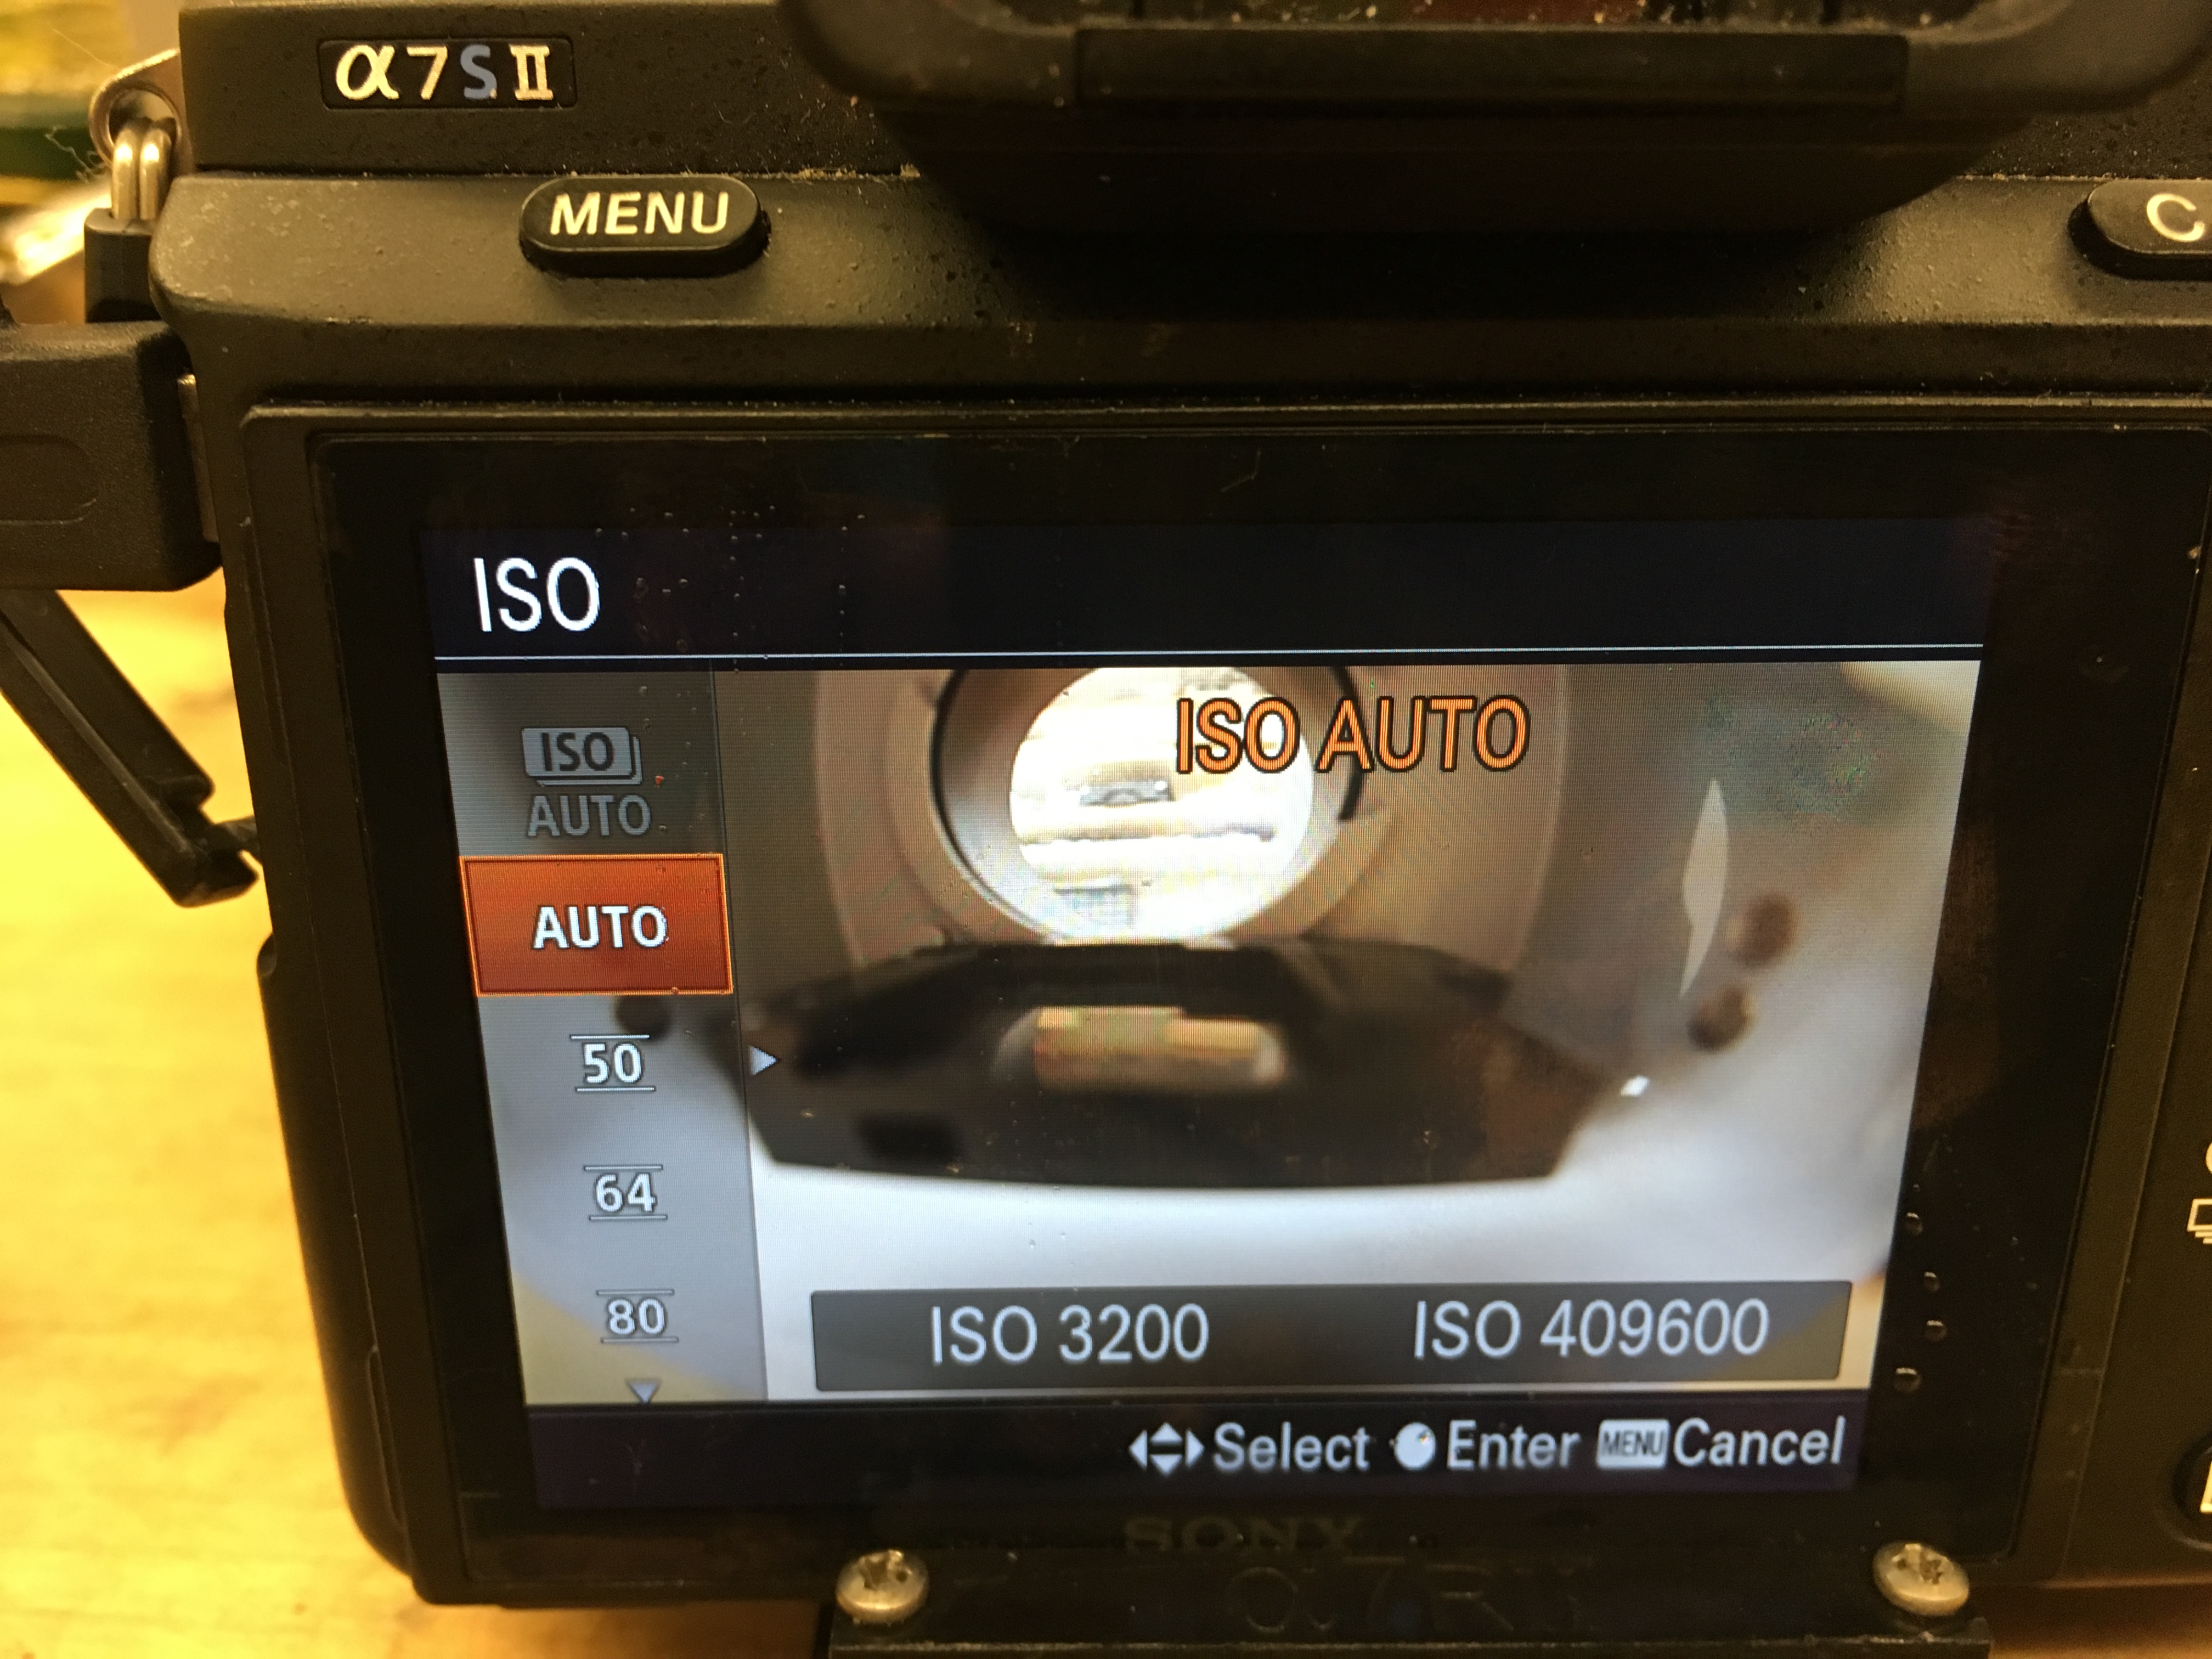 α7SII
MENU
C
ISO
ISO AUTO
ISO
AUTO
AUTO
50
64
80
ISO 3200 ISO 409600
Select Enter MENU Cancel
SONY